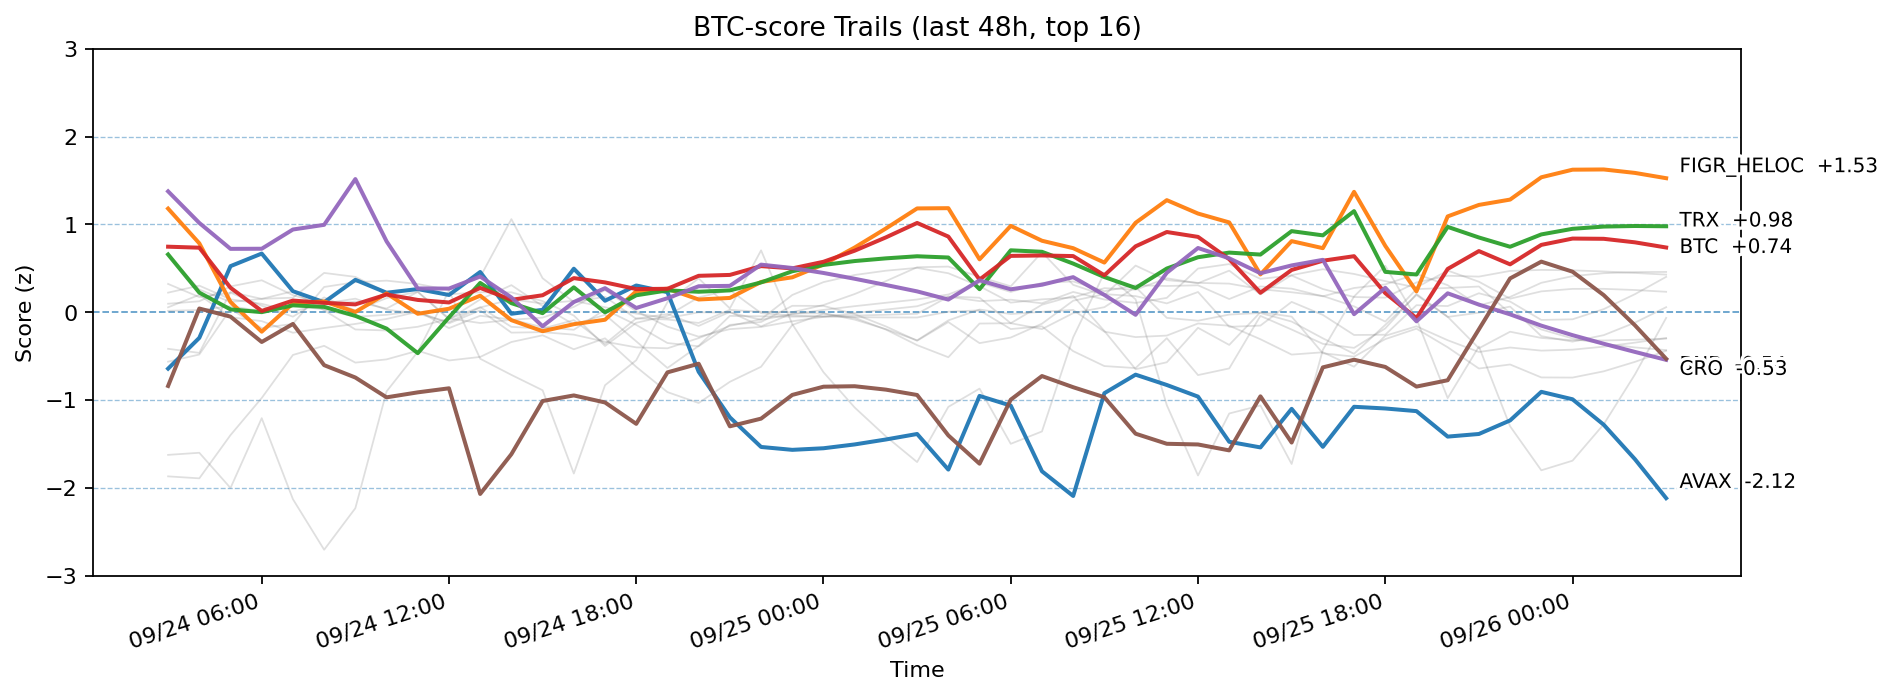 BTC-score Trails (last 48h, top 16)
Score (z)
3
2
1
0
−1
−2
−3
FIGR_HELOC +1.53
TRX +0.98
BTC +0.74
CRO -0.53
AVAX -2.12
09/24 06:00
09/24 12:00
09/24 18:00
09/25 00:00
09/25 06:00
09/25 12:00
09/25 18:00
09/26 00:00
Time